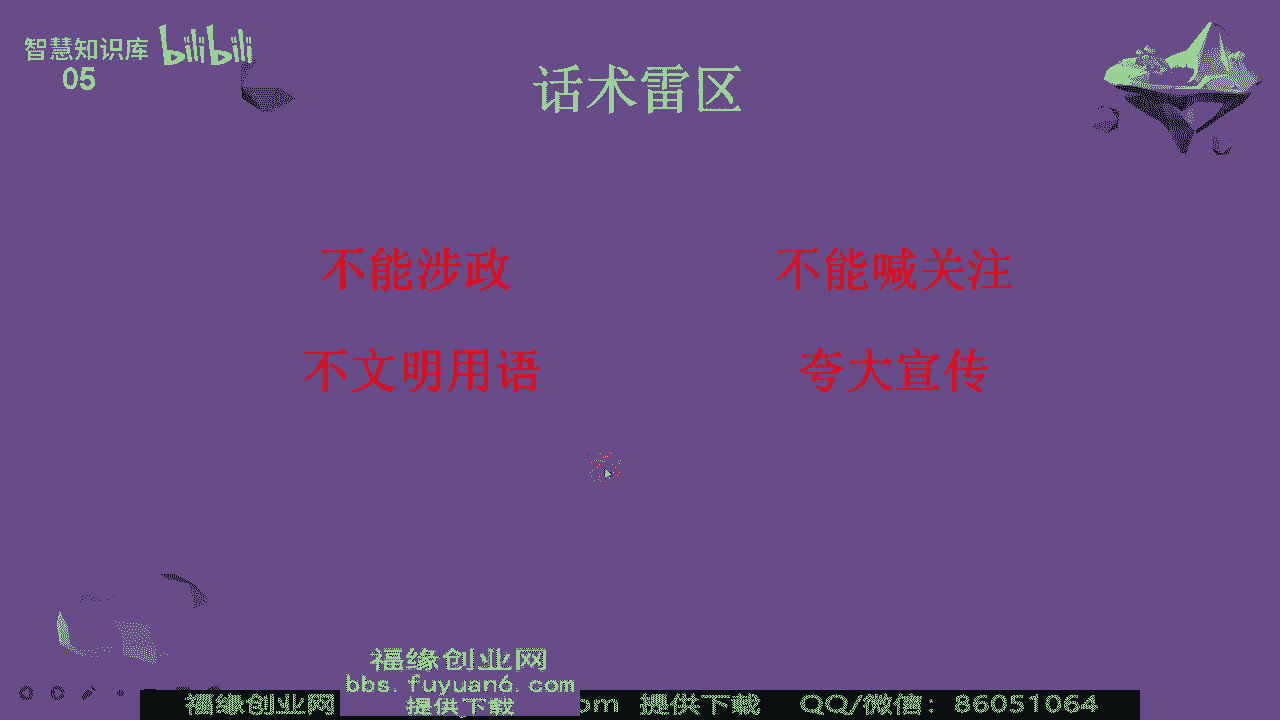 智慧知识库 bilibili
05
话术雷区
不能涉政 不能喊关注
不文明用语 夸大宣传
福缘创业网
bbs.fuyuan6.com
提供下载
福缘创业网 om 提供下载 QQ/微信：86051064